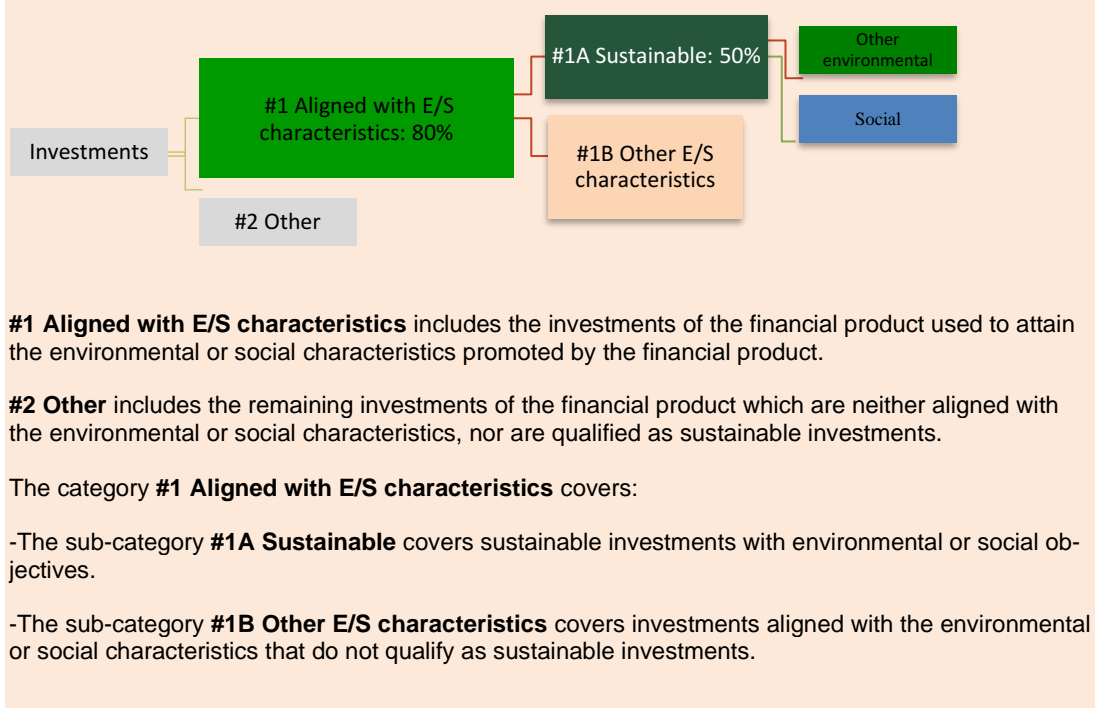 Investments
#1 Aligned with E/S
characteristics: 80%
#2 Other
#1A Sustainable: 50%
#1B Other E/S
characteristics
Other
environmental
Social
#1 Aligned with E/S characteristics includes the investments of the financial product used to attain
the environmental or social characteristics promoted by the financial product.
#2 Other includes the remaining investments of the financial product which are neither aligned with
the environmental or social characteristics, nor are qualified as sustainable investments.
The category #1 Aligned with E/S characteristics covers:
-The sub-category #1A Sustainable covers sustainable investments with environmental or social ob-
jectives.
-The sub-category #1B Other E/S characteristics covers investments aligned with the environmental
or social characteristics that do not qualify as sustainable investments.